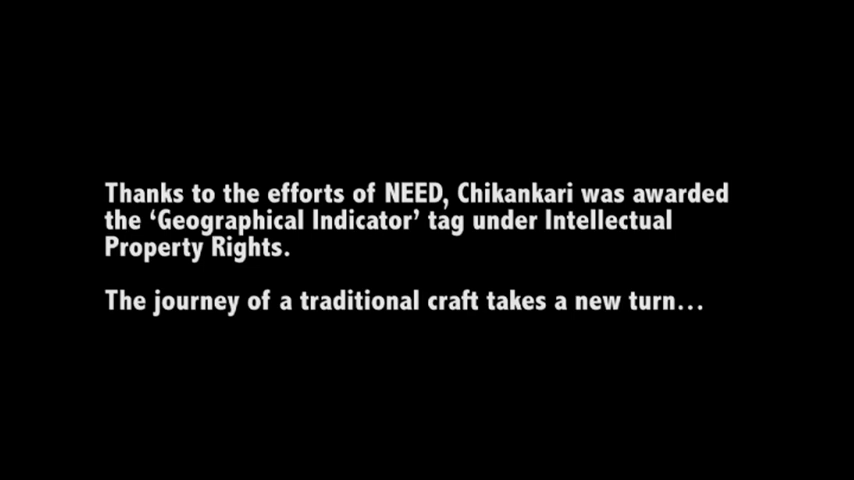 Thanks to the efforts of NEED, Chikankari was awarded
the ‘Geographical Indicator’ tag under Intellectual
Property Rights.
The journey of a traditional craft takes a new turn…